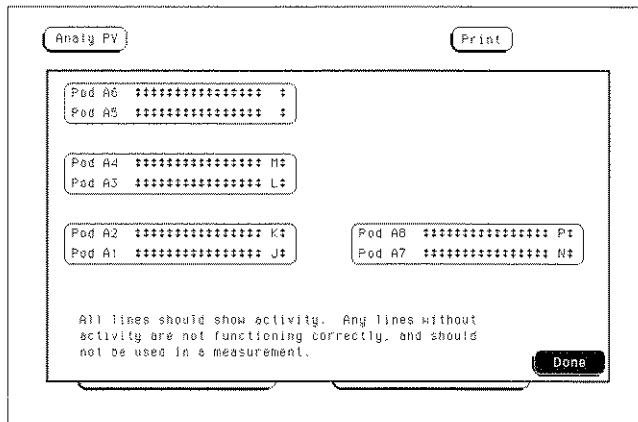 Analy PV
Print
Pod A6 ↕↕↕↕↕↕↕↕↕↕↕↕↕↕↕↕ ↕
Pod A5 ↕↕↕↕↕↕↕↕↕↕↕↕↕↕↕↕ ↕
Pod A4 ↕↕↕↕↕↕↕↕↕↕↕↕↕↕↕↕ M↕
Pod A3 ↕↕↕↕↕↕↕↕↕↕↕↕↕↕↕↕ L↕
Pod A2 ↕↕↕↕↕↕↕↕↕↕↕↕↕↕↕↕ K↕
Pod A1 ↕↕↕↕↕↕↕↕↕↕↕↕↕↕↕↕ J↕
Pod A8 ↕↕↕↕↕↕↕↕↕↕↕↕↕↕↕↕ P↕
Pod A7 ↕↕↕↕↕↕↕↕↕↕↕↕↕↕↕↕ N↕
All lines should show activity. Any lines without
activity are not functioning correctly, and should
not be used in a measurement.
Done